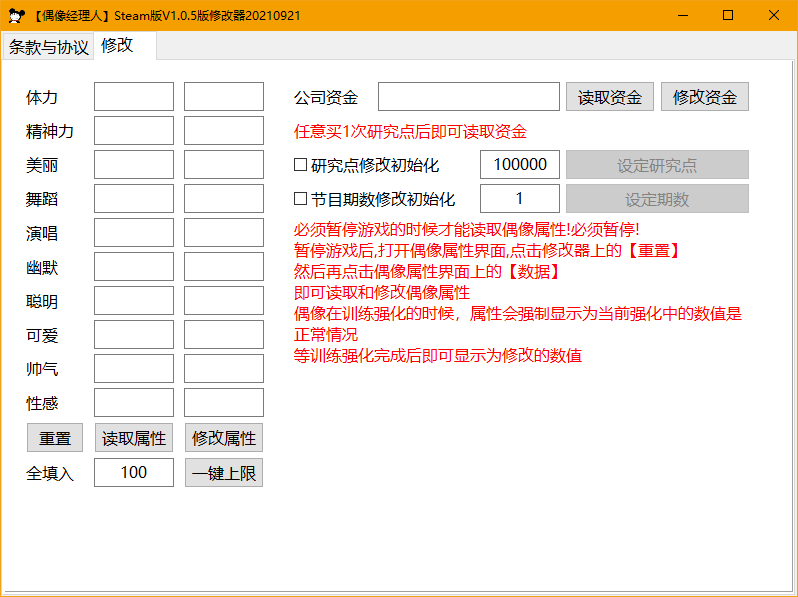 【偶像经理人】Steam版V1.0.5版修改器20210921
条款与协议 修改
体力
精神力
美丽
舞蹈
演唱
幽默
聪明
可爱
帅气
性感
重置 读取属性 修改属性
全填入 100 一键上限
公司资金 读取资金 修改资金
任意买1次研究点后即可读取资金
研究点修改初始化 100000 设定研究点
节目期数修改初始化 1 设定期数
必须暂停游戏的时候才能读取偶像属性!必须暂停!
暂停游戏后,打开偶像属性界面,点击修改器上的【重置】
然后再点击偶像属性界面上的【数据】
即可读取和修改偶像属性
偶像在训练强化的时候，属性会强制显示为当前强化中的数值是
正常情况
等训练强化完成后即可显示为修改的数值